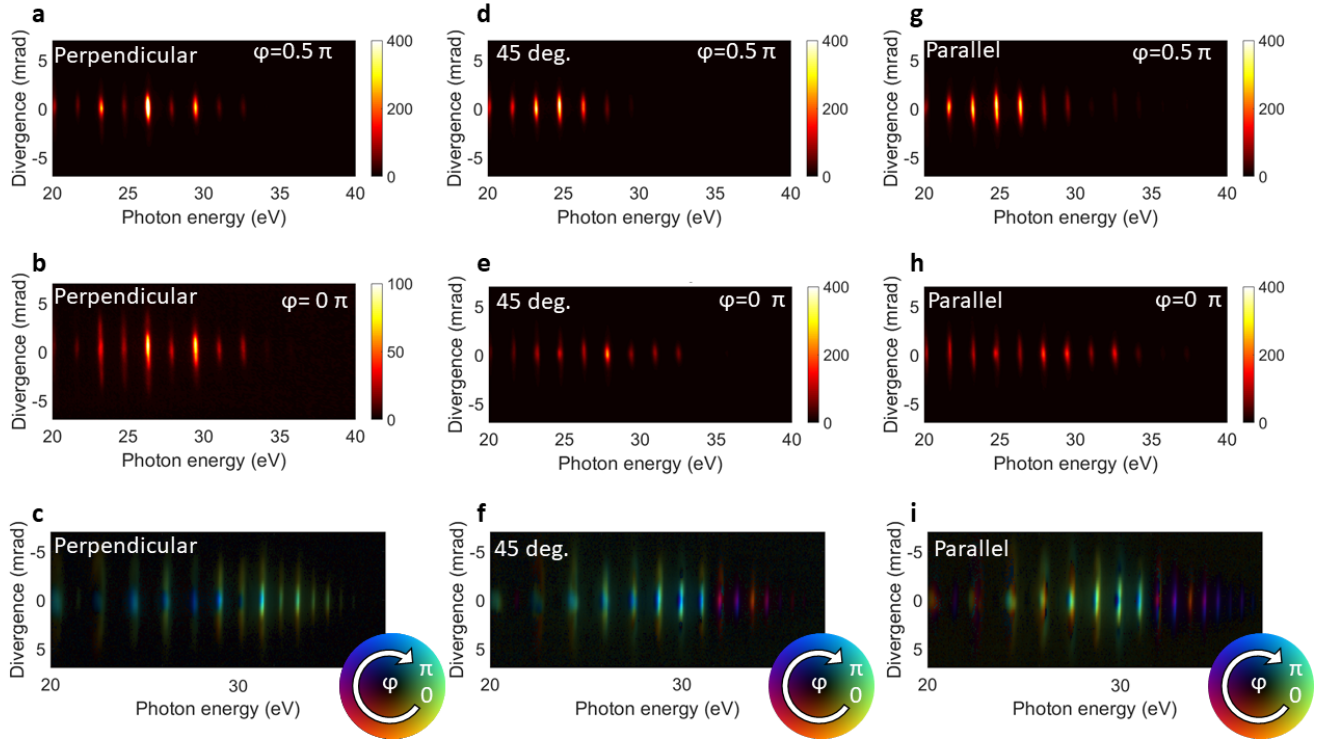 a
Perpendicular
φ=0.5 π
5
0
-5
Divergence (mrad)
20 25 30 35 40
Photon energy (eV)
400
200
0
d
45 deg.
φ=0.5 π
5
0
-5
Divergence (mrad)
20 25 30 35 40
Photon energy (eV)
400
200
0
g
Parallel
φ=0.5 π
5
0
-5
Divergence (mrad)
20 25 30 35 40
Photon energy (eV)
400
200
0
b
Perpendicular
φ= 0 π
5
0
-5
Divergence (mrad)
20 25 30 35 40
Photon energy (eV)
100
50
0
e
45 deg.
φ=0 π
5
0
-5
Divergence (mrad)
20 25 30 35 40
Photon energy (eV)
400
200
0
h
Parallel
φ=0 π
5
0
-5
Divergence (mrad)
20 25 30 35 40
Photon energy (eV)
400
200
0
c
Perpendicular
-5
0
5
Divergence (mrad)
20 30
Photon energy (eV)
φ
π
0
f
45 deg.
-5
0
5
Divergence (mrad)
20 30
Photon energy (eV)
φ
π
0
i
Parallel
-5
0
5
Divergence (mrad)
20 30
Photon energy (eV)
φ
π
0